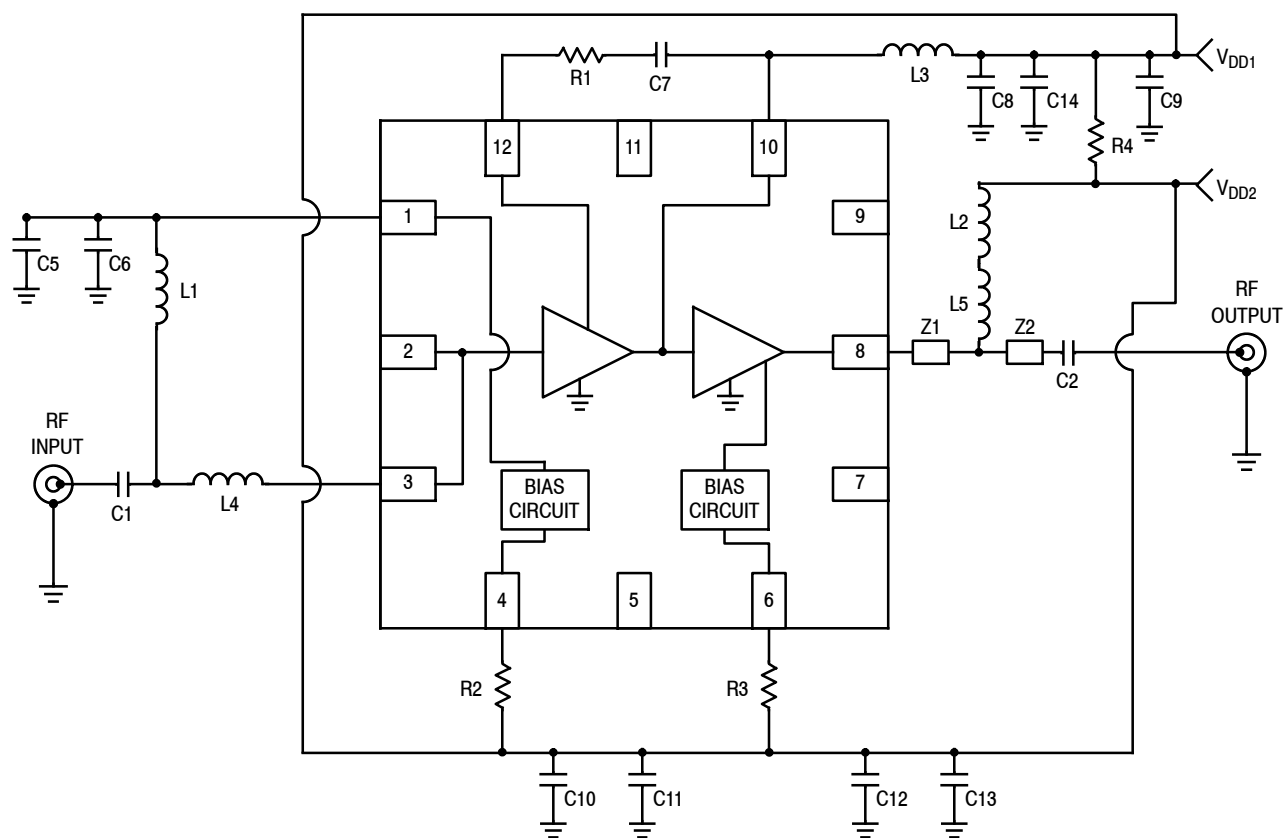 R1
C7
L3
C8
C14
C9
V_DD1
R4
12
11
10
V_DD2
1
9
L2
C5
C6
L1
L5
RF
OUTPUT
2
8
Z1
Z2
C2
RF
INPUT
C1
L4
3
7
BIAS
CIRCUIT
BIAS
CIRCUIT
4
5
6
R2
R3
C10
C11
C12
C13